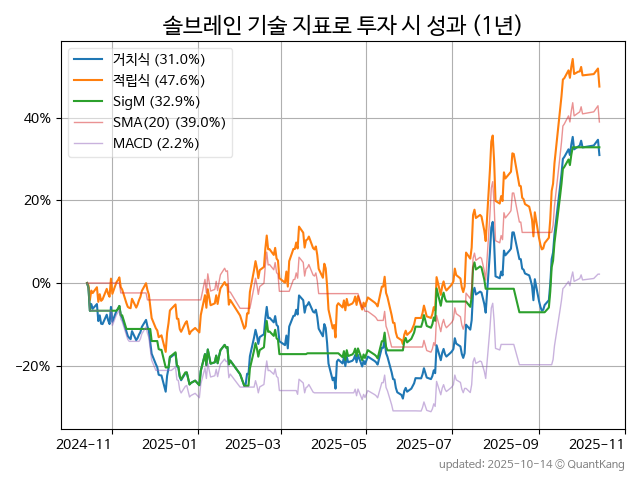 솔브레인 기술 지표로 투자 시 성과 (1년)
거치식 (31.0%)
적립식 (47.6%)
SigM (32.9%)
SMA(20) (39.0%)
MACD (2.2%)
40%
20%
0%
−20%
2024−11 2025−01 2025−03 2025−05 2025−07 2025−09 2025−11
updated: 2025-10-14 © QuantKang